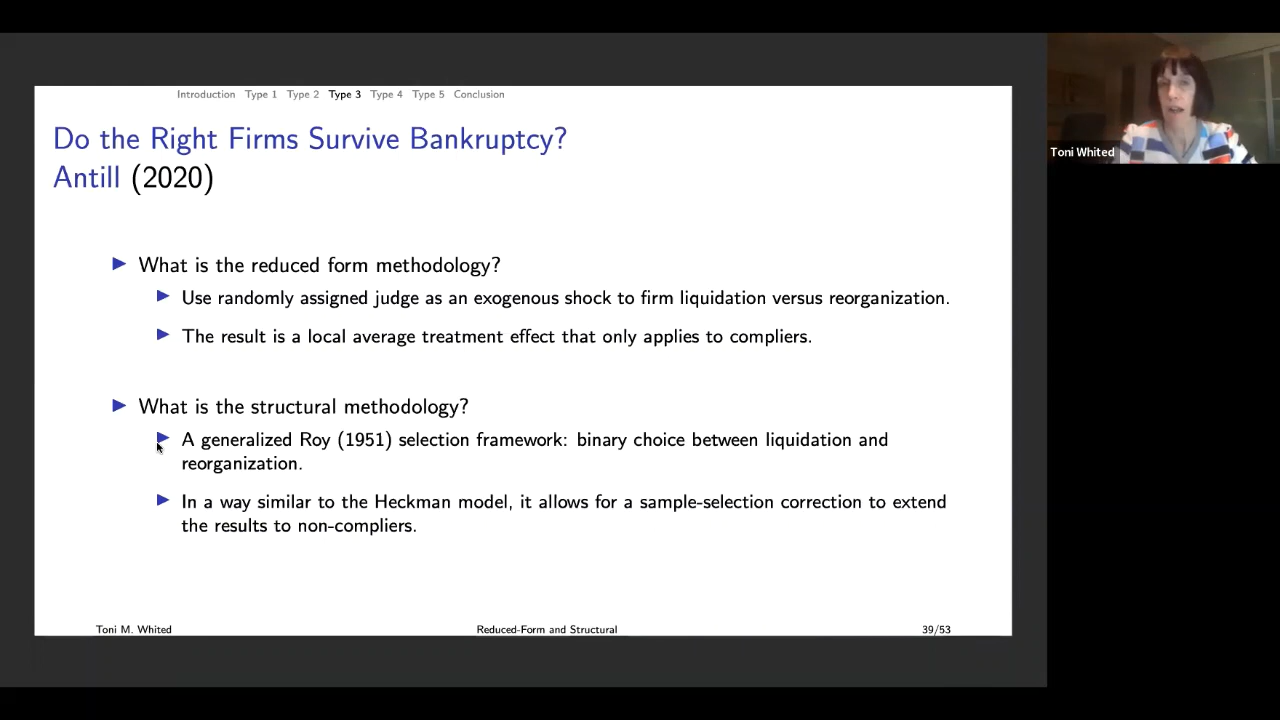 Introduction Type 1 Type 2 Type 3 Type 4 Type 5 Conclusion
Do the Right Firms Survive Bankruptcy?
Antill (2020)
What is the reduced form methodology?
Use randomly assigned judge as an exogenous shock to firm liquidation versus reorganization.
The result is a local average treatment effect that only applies to compliers.
What is the structural methodology?
A generalized Roy (1951) selection framework: binary choice between liquidation and
reorganization.
In a way similar to the Heckman model, it allows for a sample-selection correction to extend
the results to non-compliers.
Toni M. Whited Reduced-Form and Structural 39/53
Toni Whited